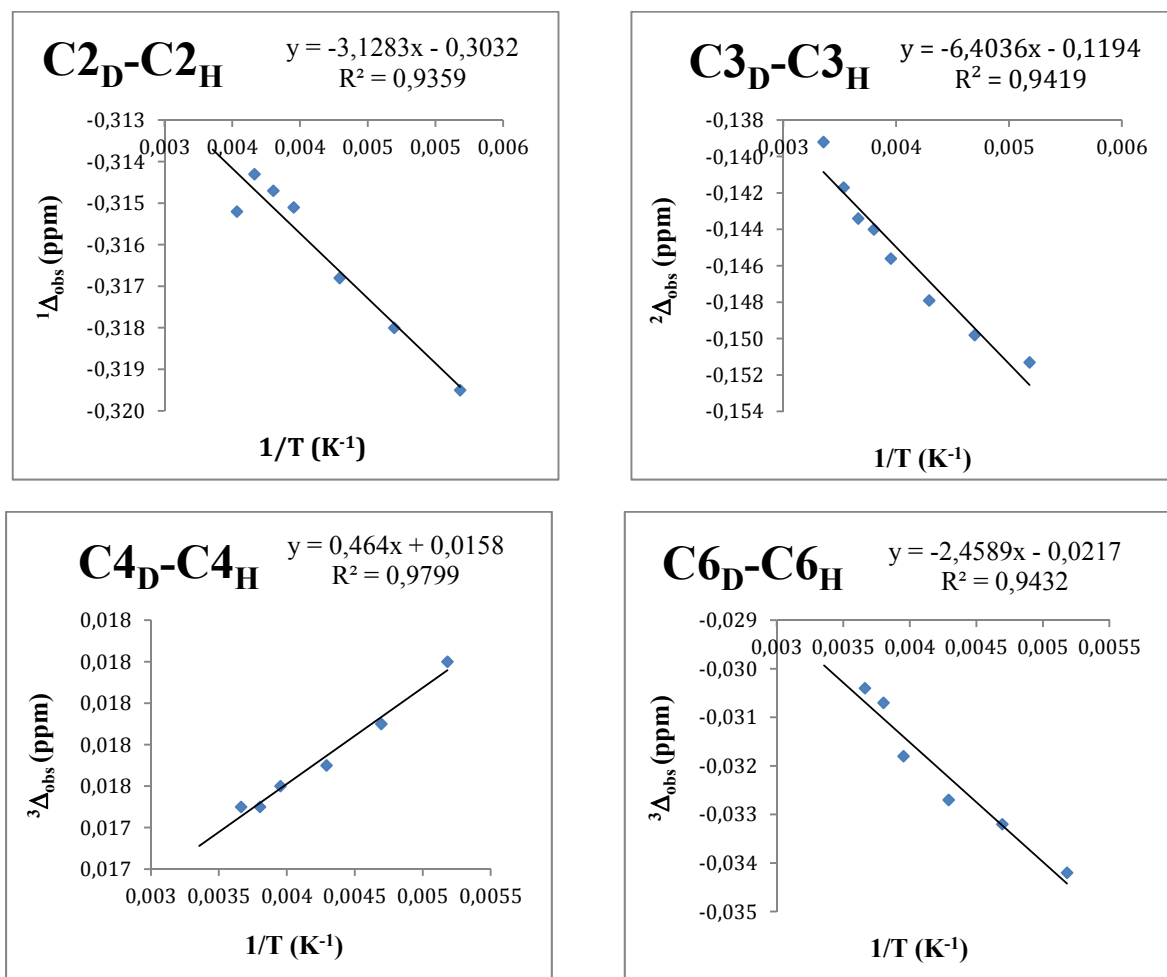 C2D-C2H
y = -3,1283x - 0,3032
R² = 0,9359
-0,313
-0,314
-0,315
-0,316
-0,317
-0,318
-0,319
-0,320
0,003 0,004 0,004 0,005 0,005 0,006
¹Δobs (ppm)
1/T (K-1)
C3D-C3H
y = -6,4036x - 0,1194
R² = 0,9419
-0,138
-0,140
-0,142
-0,144
-0,146
-0,148
-0,150
-0,152
-0,154
0,003 0,004 0,005 0,006
²Δobs (ppm)
1/T (K-1)
C4D-C4H
y = 0,464x + 0,0158
R² = 0,9799
0,018
0,018
0,018
0,018
0,018
0,017
0,017
0,003 0,0035 0,004 0,0045 0,005 0,0055
³Δobs (ppm)
1/T (K-1)
C6D-C6H
y = -2,4589x - 0,0217
R² = 0,9432
-0,029
-0,030
-0,031
-0,032
-0,033
-0,034
-0,035
0,003 0,0035 0,004 0,0045 0,005 0,0055
³Δobs (ppm)
1/T (K-1)